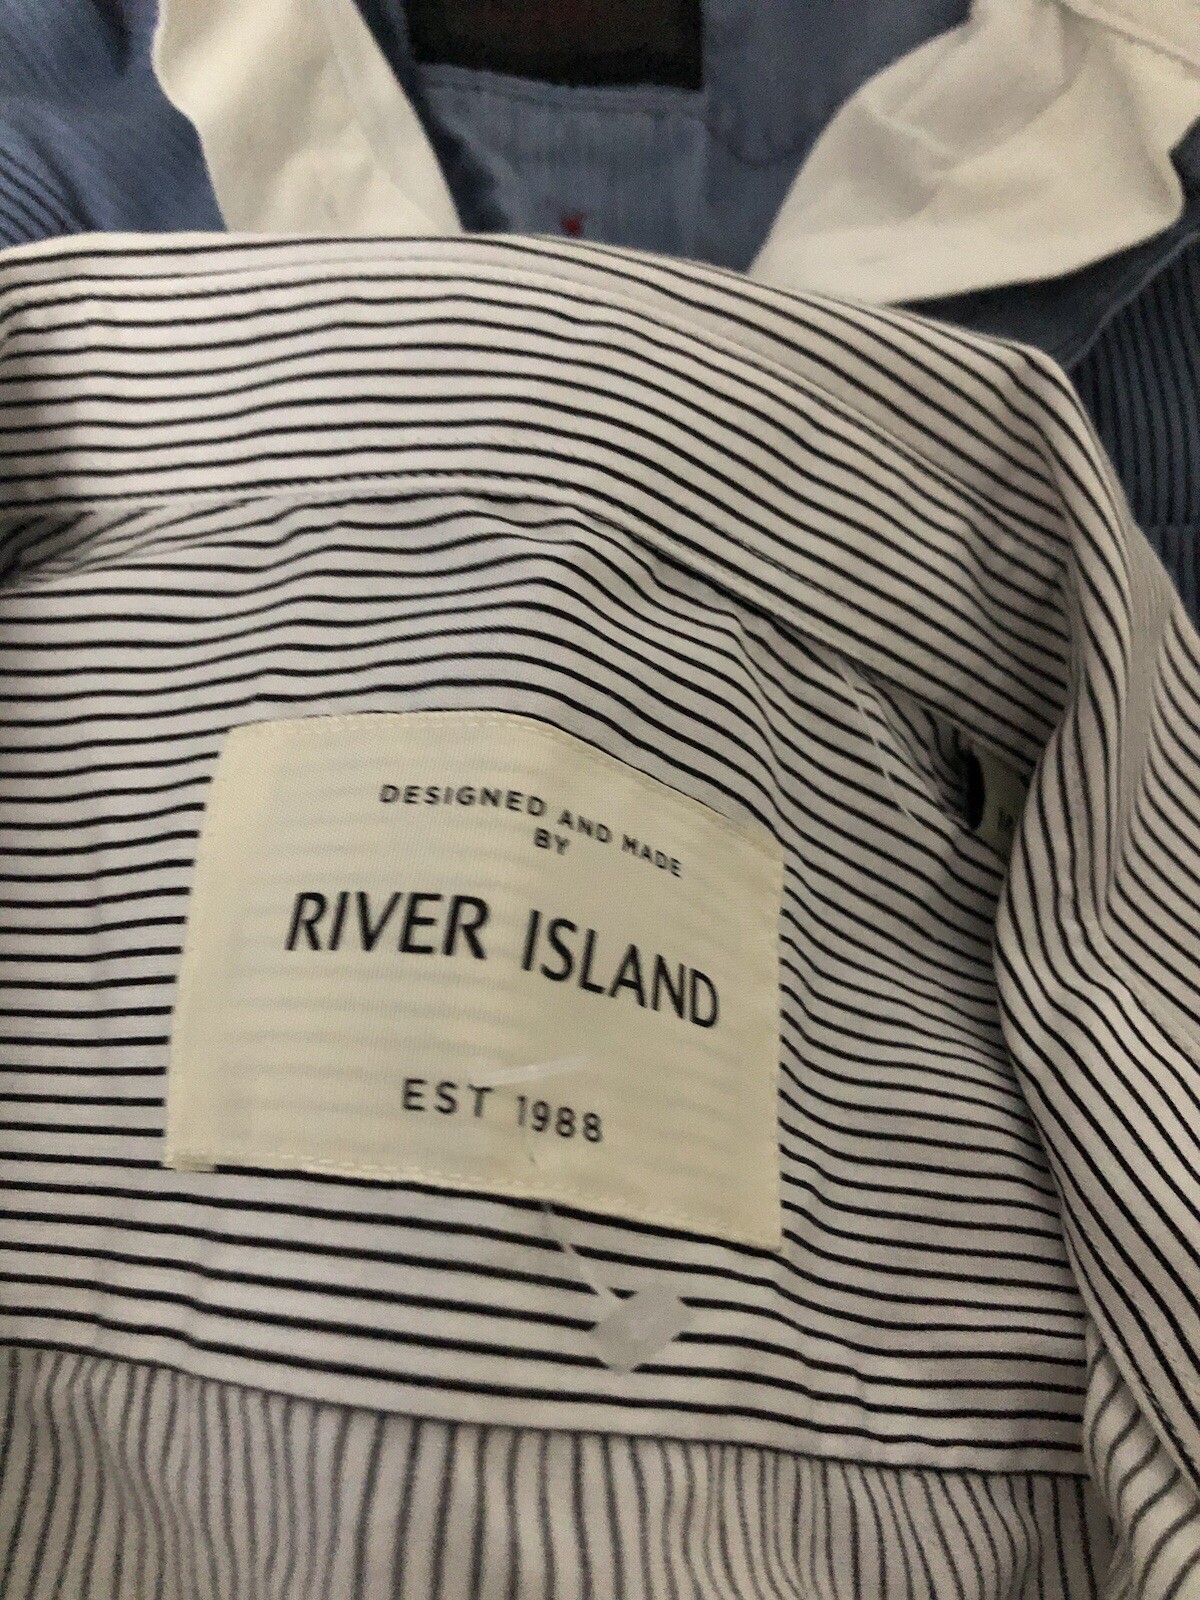 DESIGNED AND MADE
BY
RIVER ISLAND
EST 1988